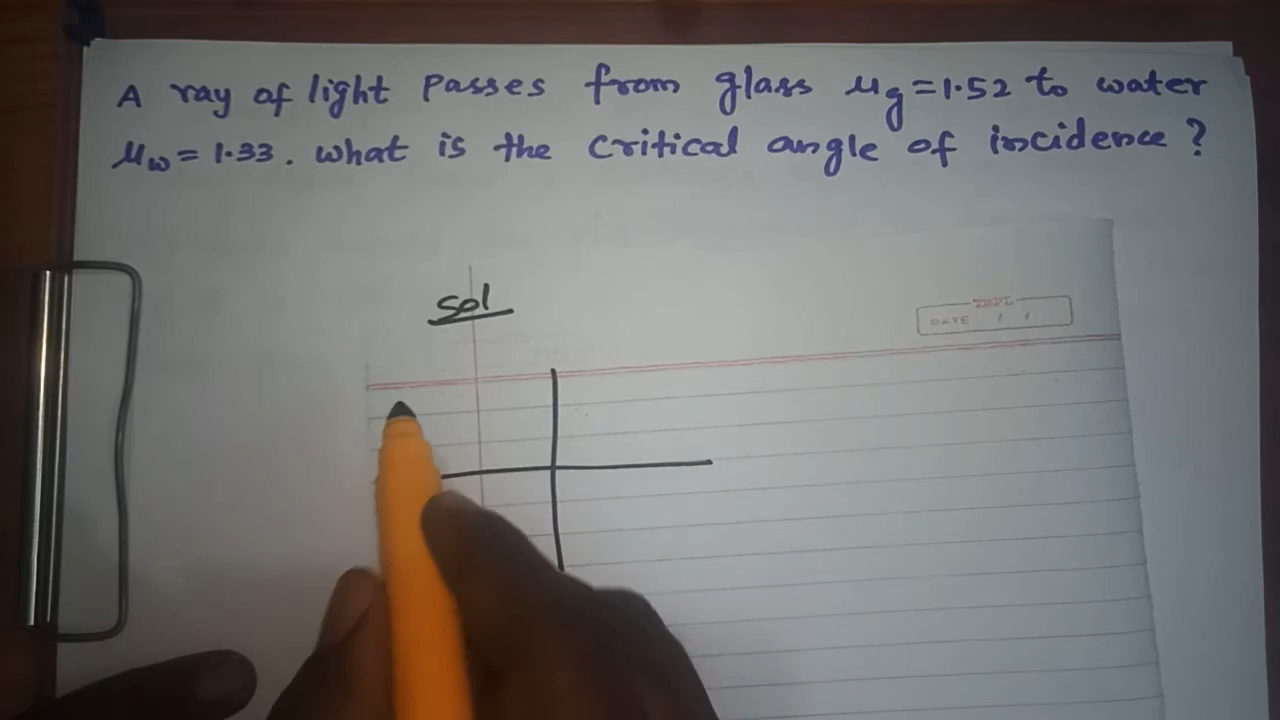 A ray of light passes from glass μg=1.52 to water
μw=1.33. what is the critical angle of incidence?
Sol
DATE / /